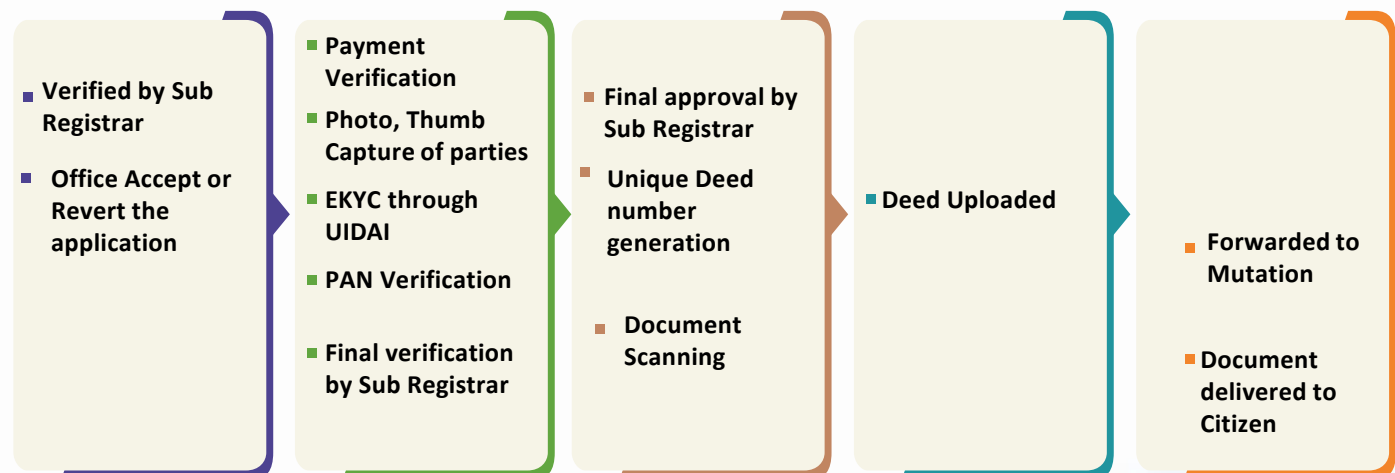 Verified by Sub
Registrar
Office Accept or
Revert the
application
Payment
Verification
Photo, Thumb
Capture of parties
EKYC through
UIDAI
PAN Verification
Final verification
by Sub Registrar
Final approval by
Sub Registrar
Unique Deed
number
generation
Document
Scanning
Deed Uploaded
Forwarded to
Mutation
Document
delivered to
Citizen